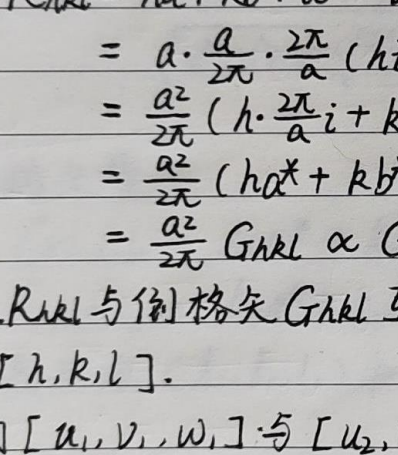 = a · a/2π · 2π/a (h
= a²/2π (h · 2π/a i + k
= a²/2π (ha* + kb
= a²/2π Ghkl ∝
Rhkl 与倒格矢 Ghkl
[h, k, l].
[u₁, v₁, w₁] 与 [u₂,